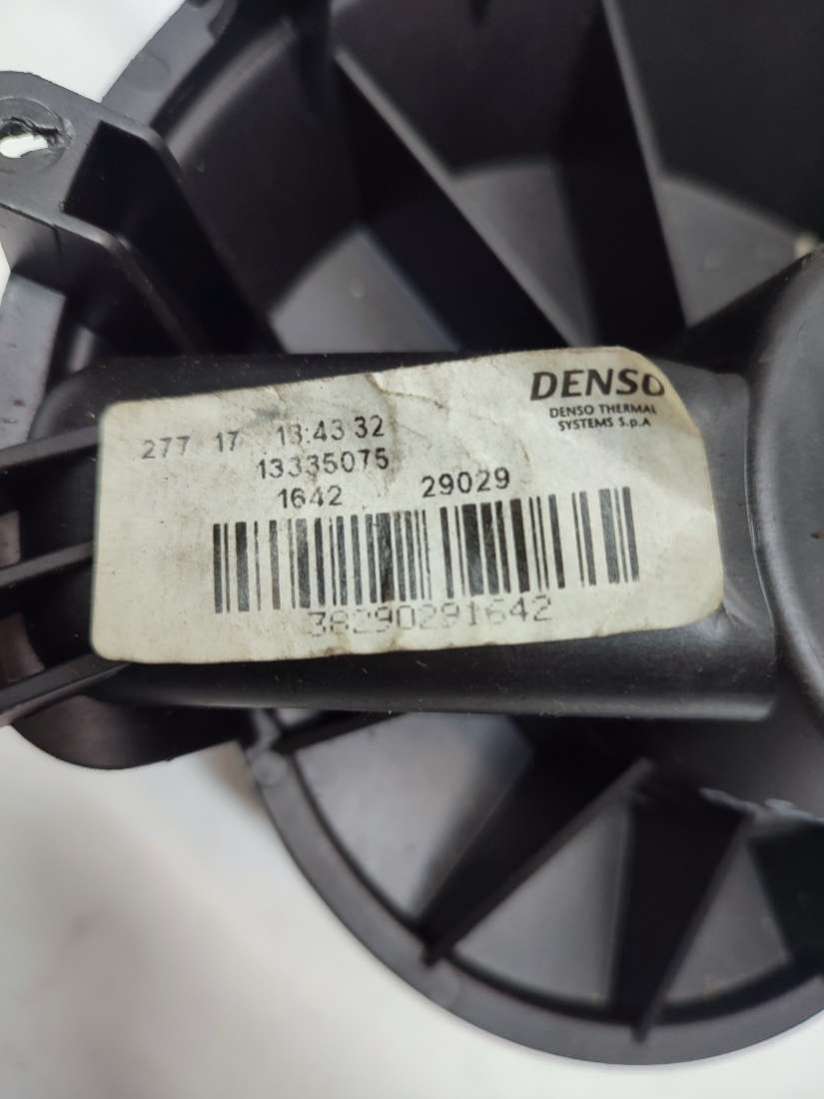 DENSO
DENSO THERMAL
SYSTEMS S.p.A
277 17 13:43 32
13335075
1642 29029
38290291642